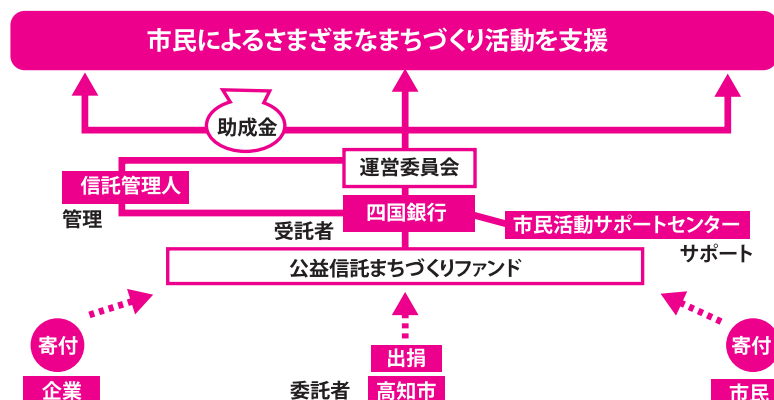 市民によるさまざまなまちづくり活動を支援
助成金
運営委員会
信託管理人
管理
四国銀行
受託者
市民活動サポートセンター
サポート
公益信託まちづくりファンド
寄付
寄付
出捐
企業
委託者
高知市
市民